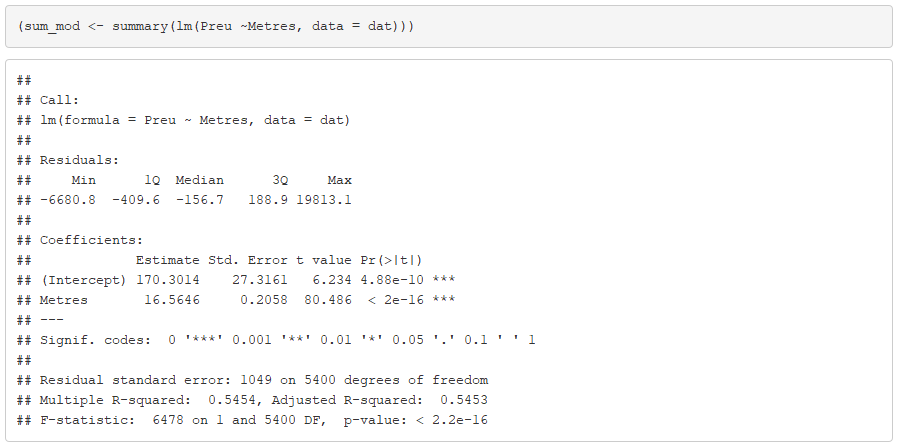 (sum_mod <- summary(lm(Preu ~Metres, data = dat)))
##
## Call:
## lm(formula = Preu ~ Metres, data = dat)
##
## Residuals:
##     Min      1Q  Median      3Q     Max
## -6680.8  -409.6  -156.7   188.9 19813.1
##
## Coefficients:
##             Estimate Std. Error t value Pr(>|t|)
## (Intercept) 170.3014    27.3161   6.234 4.88e-10 ***
## Metres       16.5646     0.2058  80.486  < 2e-16 ***
## ---
## Signif. codes:  0 '***' 0.001 '**' 0.01 '*' 0.05 '.' 0.1 ' ' 1
##
## Residual standard error: 1049 on 5400 degrees of freedom
## Multiple R-squared:  0.5454, Adjusted R-squared:  0.5453
## F-statistic:  6478 on 1 and 5400 DF,  p-value: < 2.2e-16